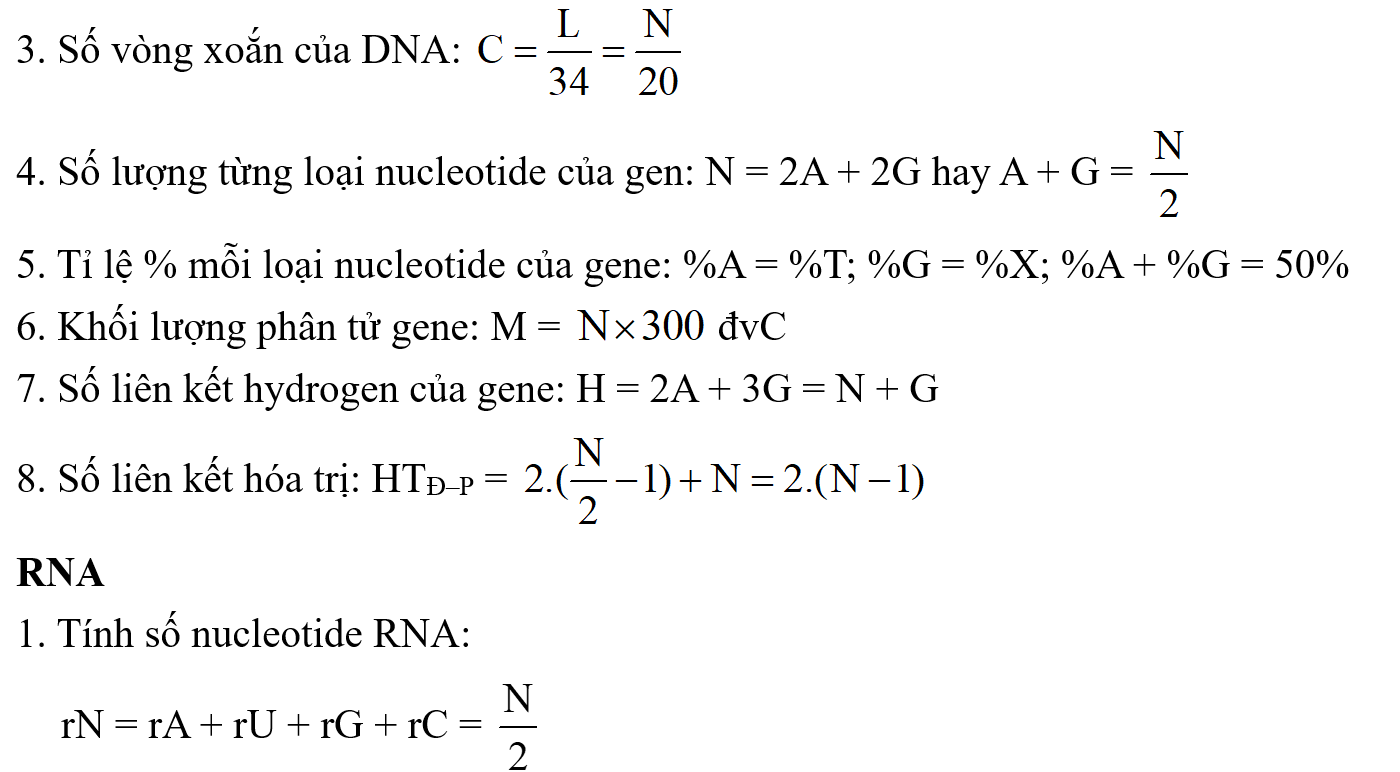 3. Số vòng xoắn của DNA: C = L/34 = N/20
4. Số lượng từng loại nucleotide của gen: N = 2A + 2G hay A + G = N/2
5. Tỉ lệ % mỗi loại nucleotide của gene: %A = %T; %G = %X; %A + %G = 50%
6. Khối lượng phân tử gene: M = N×300 đvC
7. Số liên kết hydrogen của gene: H = 2A + 3G = N + G
8. Số liên kết hóa trị: HTĐ–P = 2.(N/2−1)+N = 2.(N−1)
RNA
1. Tính số nucleotide RNA:
rN = rA + rU + rG + rC = N/2